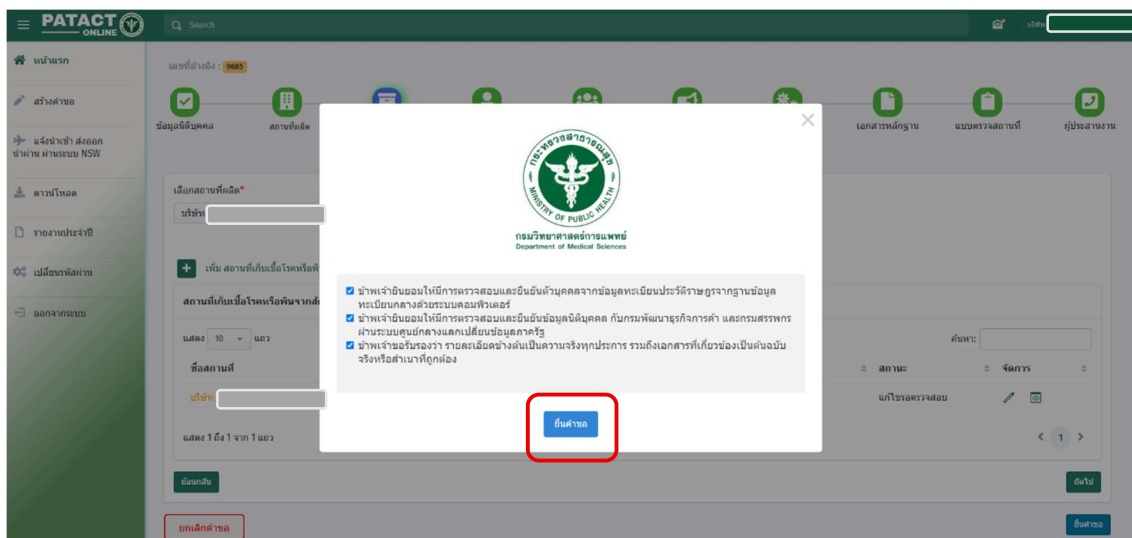 PATACT
ONLINE
Search
บริษัท
หน้าแรก
สร้างคำขอ
แจ้งนำเข้า ส่งออก
นำผ่าน ผ่านระบบ NSW
ดาวน์โหลด
รายงานประจำปี
เปลี่ยนรหัสผ่าน
ออกจากระบบ
เลขที่อ้างอิง : 9685
ข้อมูลนิติบุคคล
สถานที่ผลิต
เอกสารหลักฐาน
แบบตรวจสถานที่
ผู้ประสานงาน
เลือกสถานที่ผลิต*
บริษัท
เพิ่ม สถานที่เก็บเชื้อโรคหรือพิ
สถานที่เก็บเชื้อโรคหรือพิษจากสั
แสดง 10 แถว
ค้นหา:
ชื่อสถานที่
สถานะ
จัดการ
บริษัท
แก้ไขรอตรวจสอบ
แสดง 1 ถึง 1 จาก 1 แถว
1
ย้อนกลับ
ถัดไป
ยกเลิกคำขอ
ยื่นคำขอ
กระทรวงสาธารณสุข
MINISTRY OF PUBLIC HEALTH
กรมวิทยาศาสตร์การแพทย์
Department of Medical Sciences
ข้าพเจ้ายินยอมให้มีการตรวจสอบและยืนยันตัวบุคคลจากข้อมูลทะเบียนประวัติราษฎรจากฐานข้อมูล
ทะเบียนกลางด้วยระบบคอมพิวเตอร์
ข้าพเจ้ายินยอมให้มีการตรวจสอบและยืนยันข้อมูลนิติบุคคล กับกรมพัฒนาธุรกิจการค้า และกรมสรรพกร
ผ่านระบบศูนย์กลางแลกเปลี่ยนข้อมูลภาครัฐ
ข้าพเจ้าขอรับรองว่า รายละเอียดข้างต้นเป็นความจริงทุกประการ รวมถึงเอกสารที่เกี่ยวข้องเป็นต้นฉบับ
จริงหรือสำเนาที่ถูกต้อง
ยื่นคำขอ